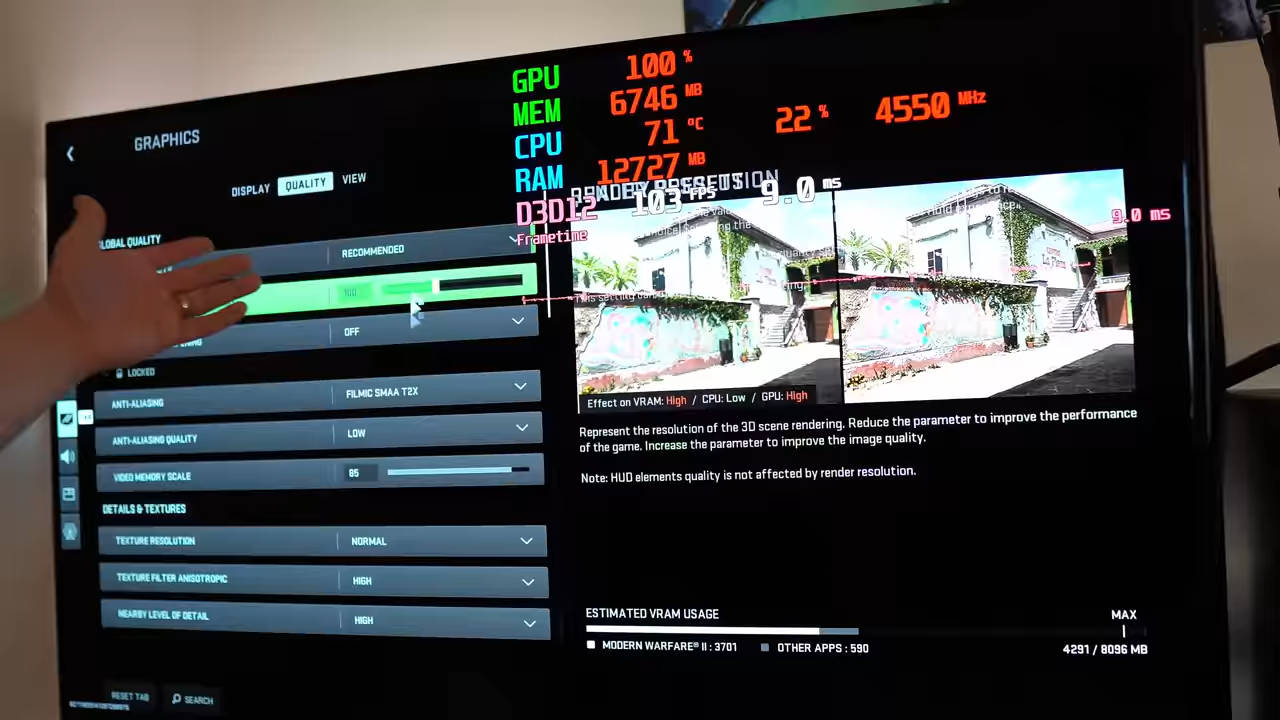 GPU 100 %
MEM 6746 MB
CPU 71 °C 22 % 4550 MHz
RAM 12727 MB
D3D12 103 FPS 9.0 ms
Frametime 9.0 ms
GRAPHICS
DISPLAY QUALITY VIEW
GLOBAL QUALITY
RECOMMENDED
100
OFF
LOCKED
ANTI-ALIASING FILMIC SMAA T2X
ANTI-ALIASING QUALITY LOW
VIDEO MEMORY SCALE 85
DETAILS & TEXTURES
TEXTURE RESOLUTION NORMAL
TEXTURE FILTER ANISOTROPIC HIGH
NEARBY LEVEL OF DETAIL HIGH
RESET TAB SEARCH
Effect on VRAM: High / CPU: Low / GPU: High
Represent the resolution of the 3D scene rendering. Reduce the parameter to improve the performance
of the game. Increase the parameter to improve the image quality.
Note: HUD elements quality is not affected by render resolution.
ESTIMATED VRAM USAGE MAX
MODERN WARFARE® II : 3701 OTHER APPS : 590 4291 / 8096 MB